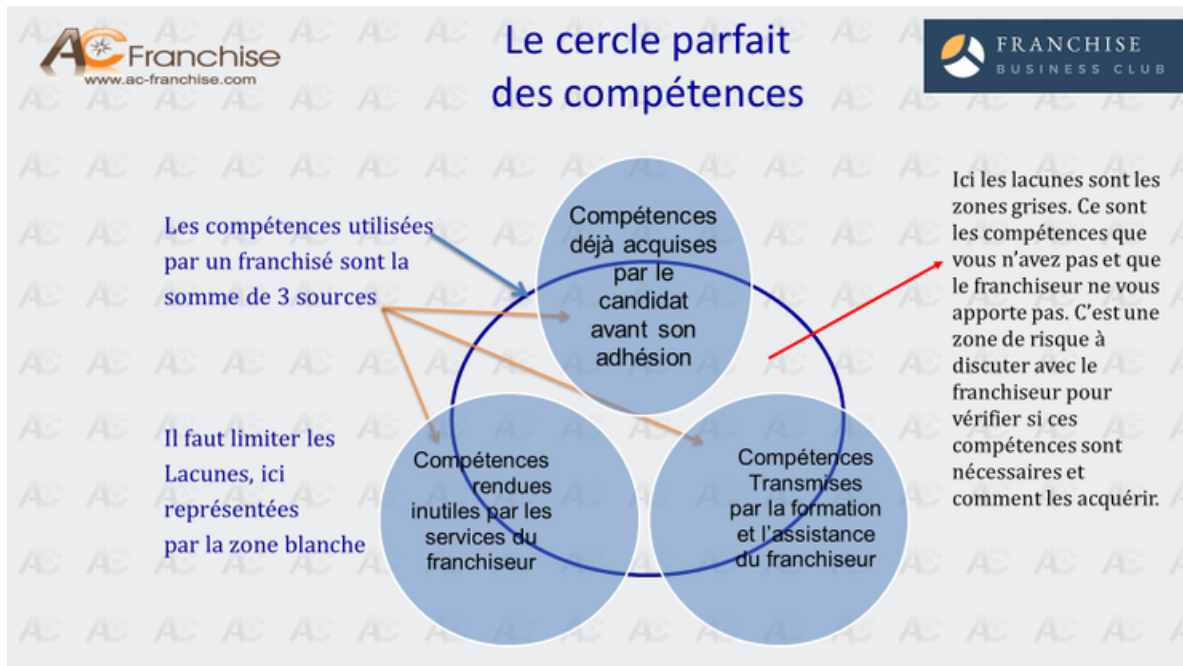 AC Franchise
www.ac-franchise.com
Le cercle parfait
des compétences
FRANCHISE
BUSINESS CLUB
Les compétences utilisées
par un franchisé sont la
somme de 3 sources
Il faut limiter les
Lacunes, ici
représentées
par la zone blanche
Compétences
déjà acquises
par le
candidat
avant son
adhésion
Compétences
rendues
inutiles par les
services du
franchiseur
Compétences
Transmises
par la formation
et l'assistance
du franchiseur
Ici les lacunes sont les
zones grises. Ce sont
les compétences que
vous n'avez pas et que
le franchiseur ne vous
apporte pas. C'est une
zone de risque à
discuter avec le
franchiseur pour
vérifier si ces
compétences sont
nécessaires et
comment les acquérir.